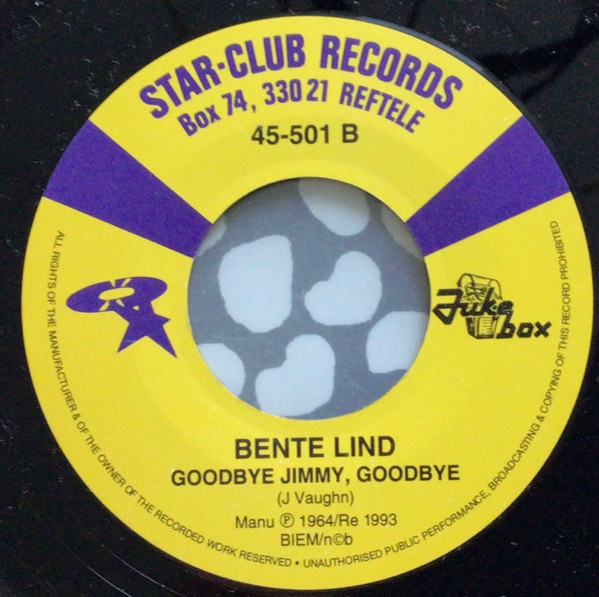 STAR-CLUB RECORDS
Box 74, 330 21 REFTELE
45-501 B
Juke
box
BENTE LIND
GOODBYE JIMMY, GOODBYE
(J Vaughn)
Manu ℗ 1964/Re 1993
BIEM/n©b
ALL RIGHTS OF THE MANUFACTURER & OF THE OWNER OF THE RECORDED WORK RESERVED • UNAUTHORISED PUBLIC PERFORMANCE, BROADCASTING & COPYING OF THIS RECORD PROHIBITED